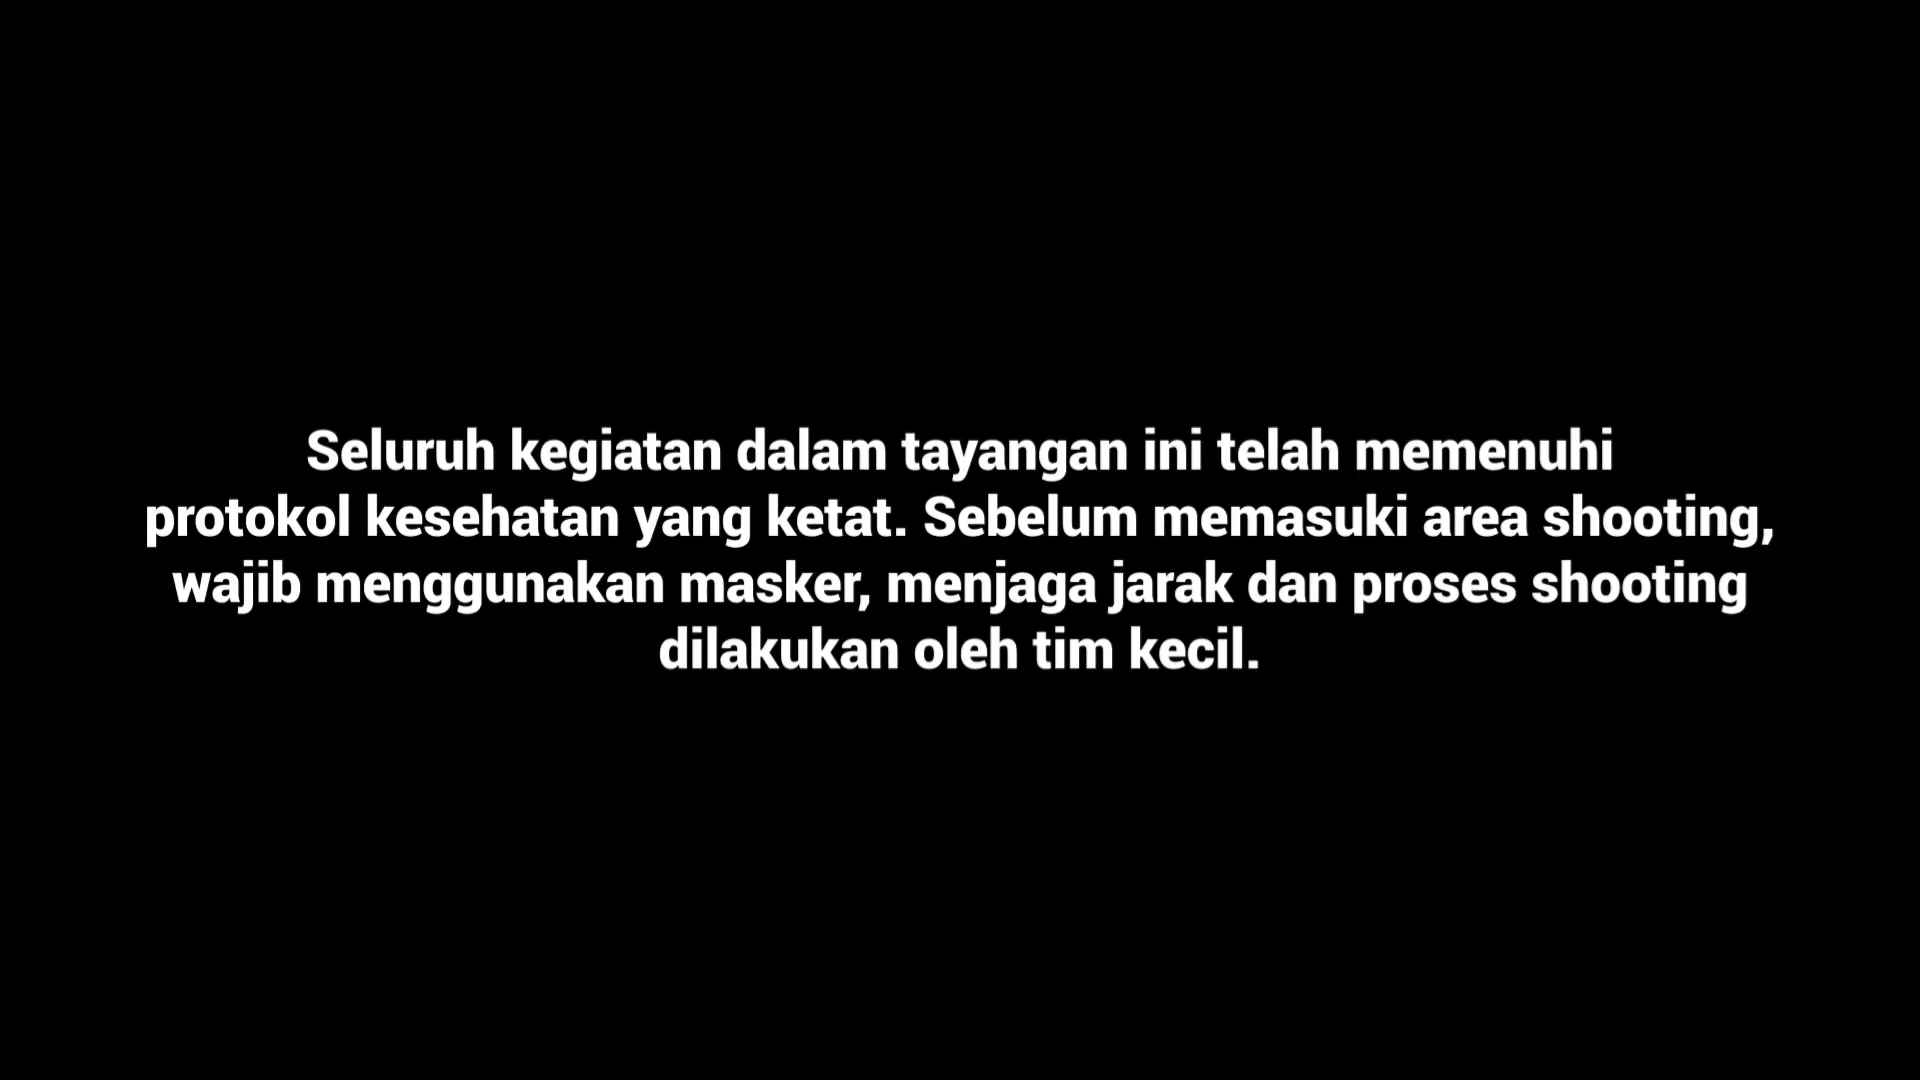 Seluruh kegiatan dalam tayangan ini telah memenuhi
protokol kesehatan yang ketat. Sebelum memasuki area shooting,
wajib menggunakan masker, menjaga jarak dan proses shooting
dilakukan oleh tim kecil.